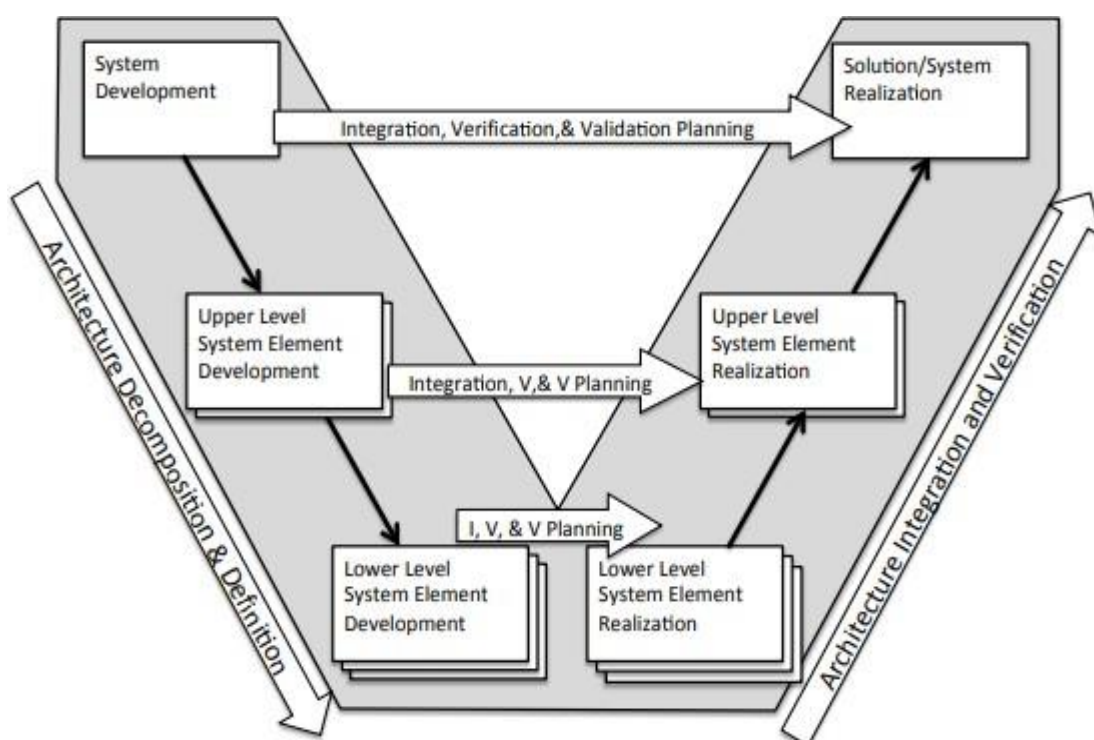 System
Development
Solution/System
Realization
Integration, Verification,& Validation Planning
Architecture Decomposition & Definition
Upper Level
System Element
Development
Integration, V,& V Planning
Upper Level
System Element
Realization
Architecture Integration and Verification
I, V, & V Planning
Lower Level
System Element
Development
Lower Level
System Element
Realization